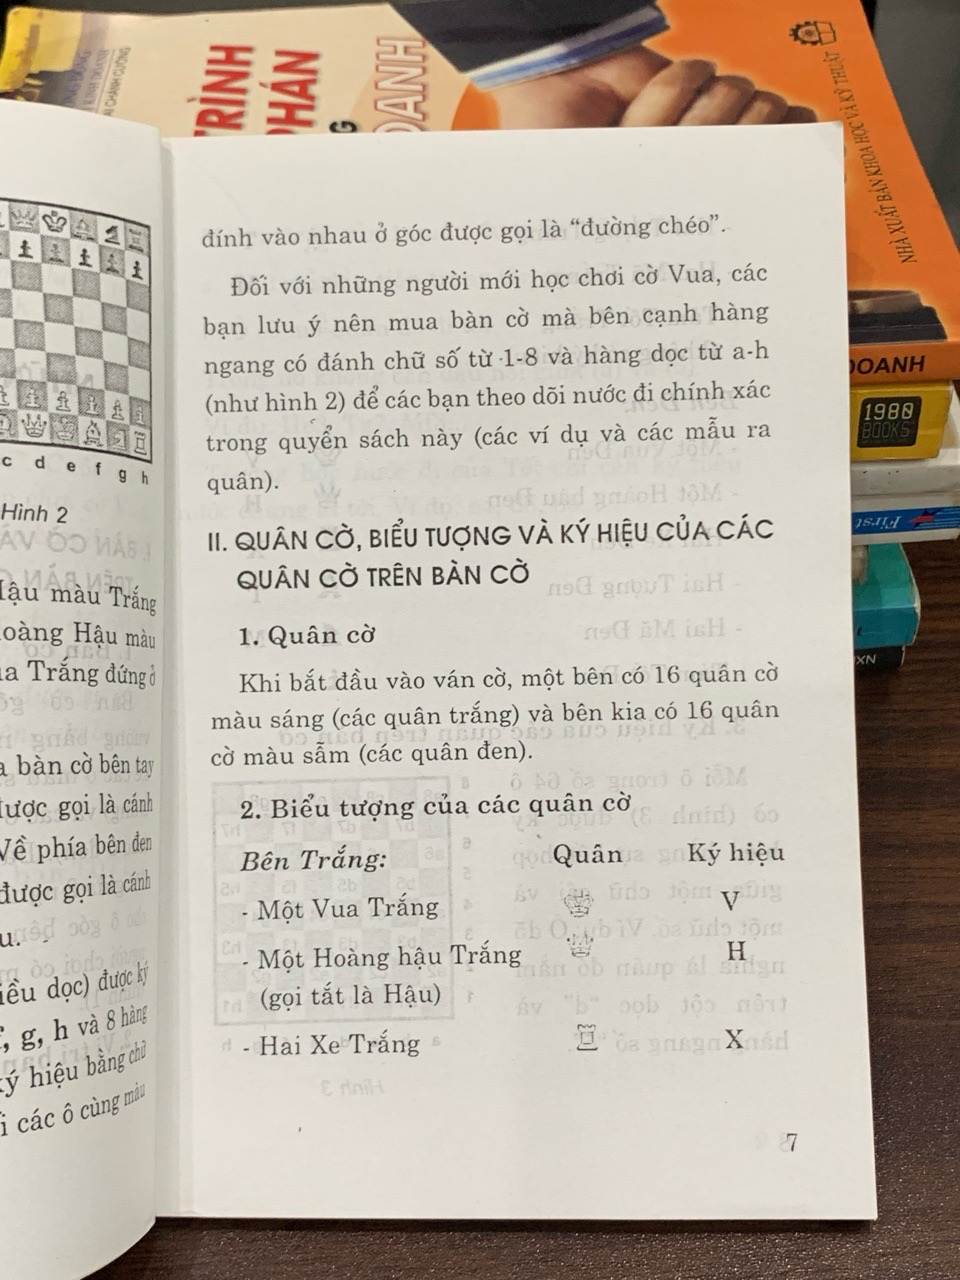 TRÌNH
PHÁN
NG
DOANH
NHÀ XUẤT BẢN KHOA HỌC VÀ KỸ THUẬT
DOANH
1980
BOOKS
First
c d e f g h
Hình 2
Hậu màu Trắng
oàng Hậu màu
Trắng đứng ở
bàn cờ bên tay
được gọi là cánh
Về phía bên đen
được gọi là cánh
u.
iều dọc) được ký
f, g, h và 8 hàng
ký hiệu bằng chữ
i các ô cùng màu
đính vào nhau ở góc được gọi là “đường chéo”.
Đối với những người mới học chơi cờ Vua, các
bạn lưu ý nên mua bàn cờ mà bên cạnh hàng
ngang có đánh chữ số từ 1-8 và hàng dọc từ a-h
(như hình 2) để các bạn theo dõi nước đi chính xác
trong quyển sách này (các ví dụ và các mẫu ra
quân).
II. QUÂN CỜ, BIỂU TƯỢNG VÀ KÝ HIỆU CỦA CÁC
QUÂN CỜ TRÊN BÀN CỜ
1. Quân cờ
Khi bắt đầu vào ván cờ, một bên có 16 quân cờ
màu sáng (các quân trắng) và bên kia có 16 quân
cờ màu sẫm (các quân đen).
2. Biểu tượng của các quân cờ
Bên Trắng: Quân Ký hiệu
- Một Vua Trắng V
- Một Hoàng hậu Trắng H
(gọi tắt là Hậu)
- Hai Xe Trắng X
7